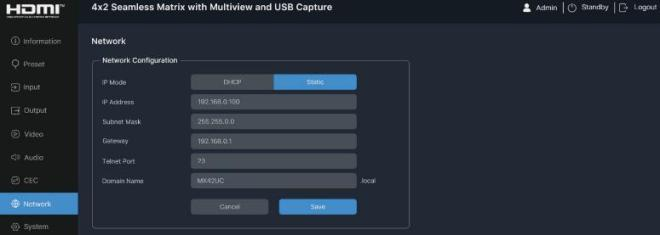 HDMI
4x2 Seamless Matrix with Multiview and USB Capture
Admin
Standby
Logout
Information
Preset
Input
Output
Video
Audio
CEC
Network
System
Network
Network Configuration
IP Mode
DHCP
Static
IP Address
192.168.0.100
Subnet Mask
255.255.0.0
Gateway
192.168.0.1
Telnet Port
23
Domain Name
MX42UC
.local
Cancel
Save